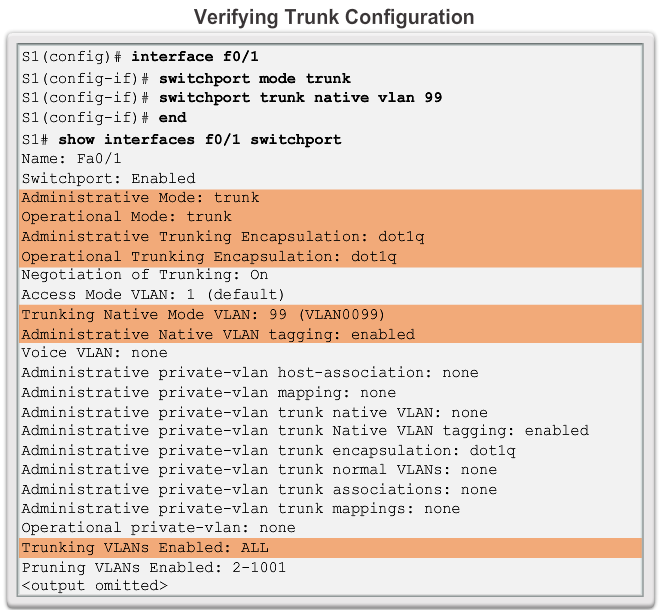 Verifying Trunk Configuration
S1(config)# interface f0/1
S1(config-if)# switchport mode trunk
S1(config-if)# switchport trunk native vlan 99
S1(config-if)# end
S1# show interfaces f0/1 switchport
Name: Fa0/1
Switchport: Enabled
Administrative Mode: trunk
Operational Mode: trunk
Administrative Trunking Encapsulation: dot1q
Operational Trunking Encapsulation: dot1q
Negotiation of Trunking: On
Access Mode VLAN: 1 (default)
Trunking Native Mode VLAN: 99 (VLAN0099)
Administrative Native VLAN tagging: enabled
Voice VLAN: none
Administrative private-vlan host-association: none
Administrative private-vlan mapping: none
Administrative private-vlan trunk native VLAN: none
Administrative private-vlan trunk Native VLAN tagging: enabled
Administrative private-vlan trunk encapsulation: dot1q
Administrative private-vlan trunk normal VLANs: none
Administrative private-vlan trunk associations: none
Administrative private-vlan trunk mappings: none
Operational private-vlan: none
Trunking VLANs Enabled: ALL
Pruning VLANs Enabled: 2-1001
<output omitted>